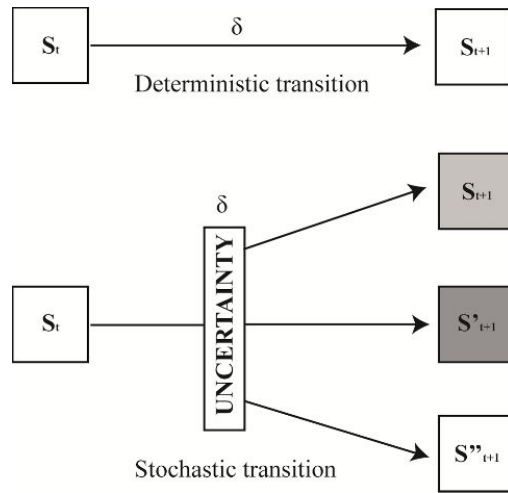 δ
St St+1
Deterministic transition
St+1
δ
St UNCERTAINTY S't+1
S''t+1
Stochastic transition